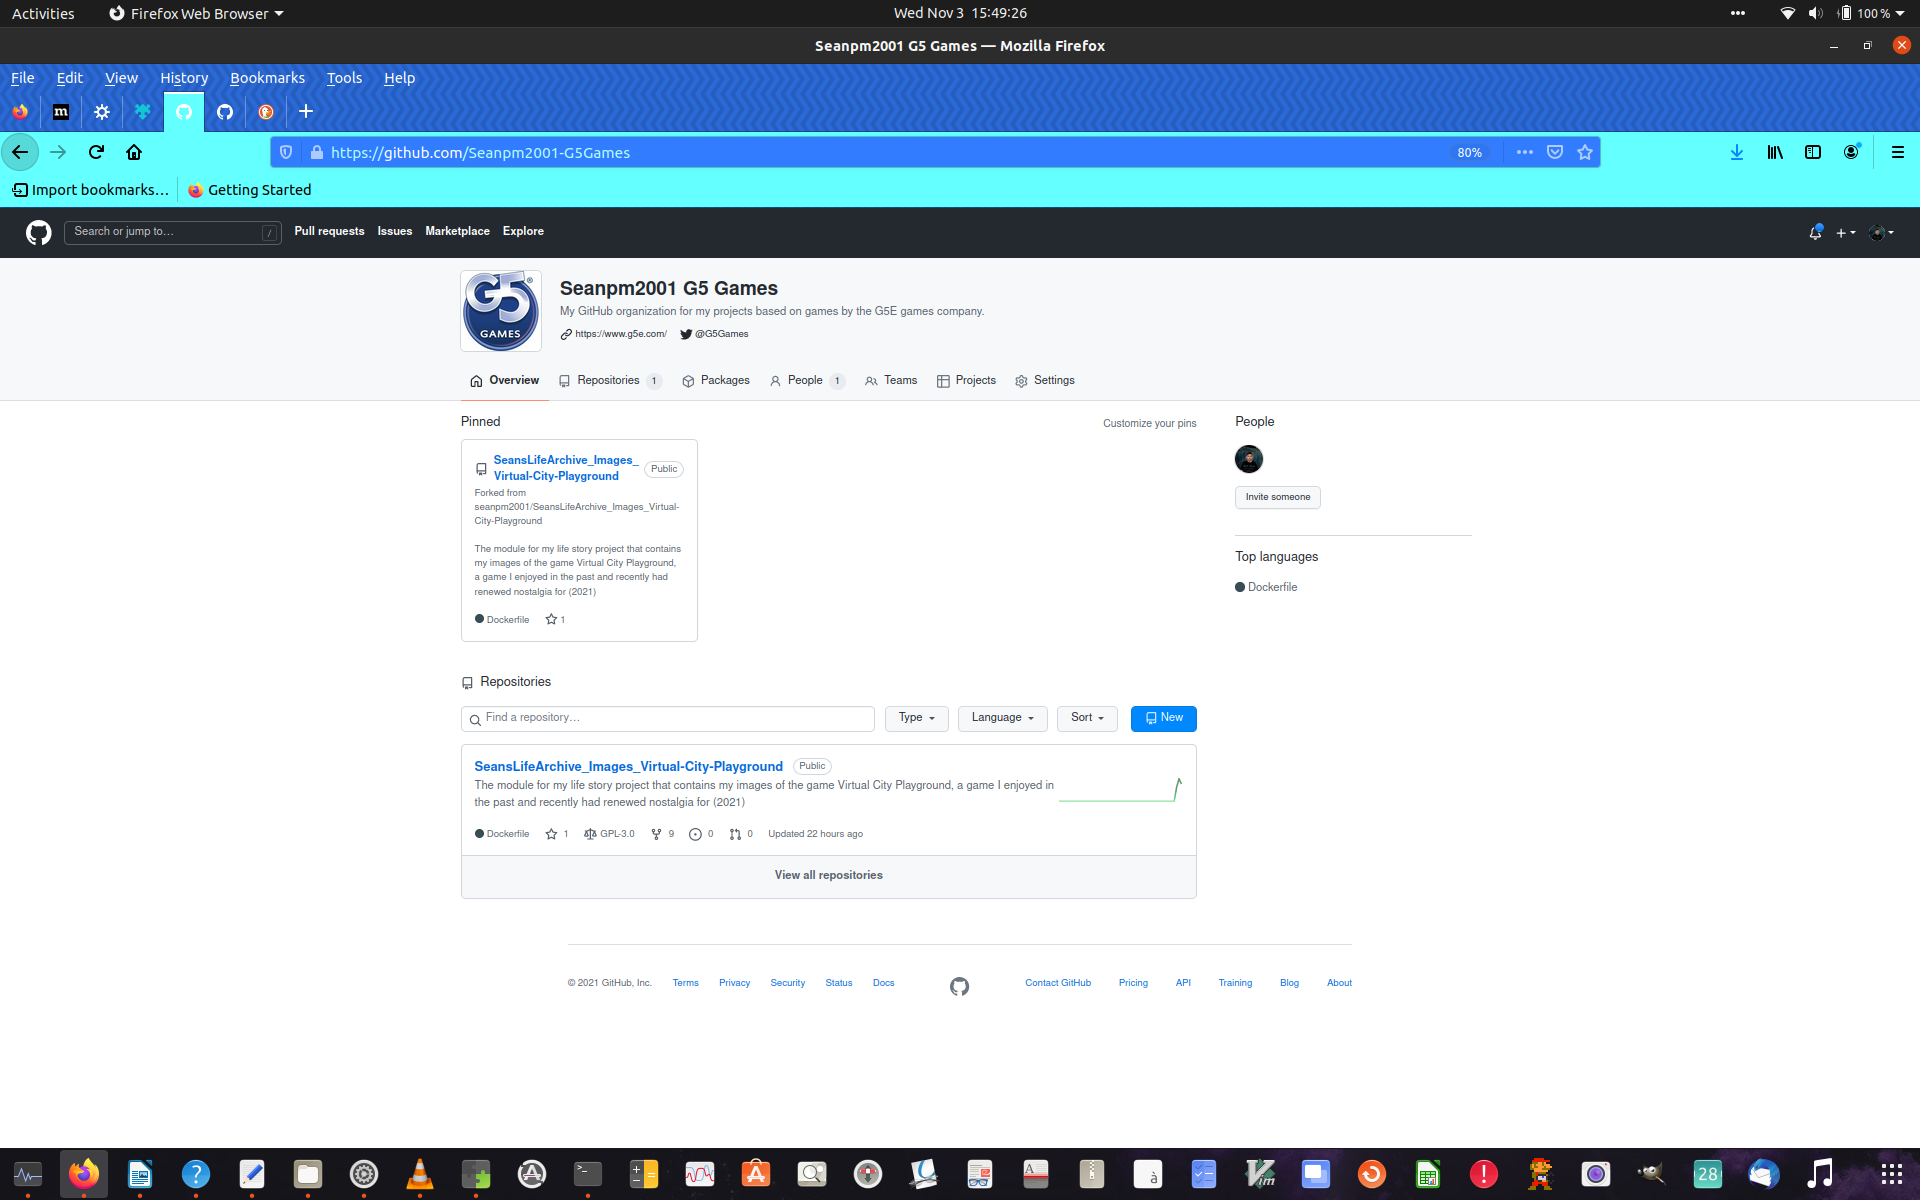 Activities
Firefox Web Browser
Wed Nov 3 15:49:26
100 %
Seanpm2001 G5 Games — Mozilla Firefox
File Edit View History Bookmarks Tools Help
https://github.com/Seanpm2001-G5Games
80%
Import bookmarks…
Getting Started
Search or jump to…
/
Pull requests Issues Marketplace Explore
G5®
GAMES
Seanpm2001 G5 Games
My GitHub organization for my projects based on games by the G5E games company.
https://www.g5e.com/ @G5Games
Overview Repositories 1 Packages People 1 Teams Projects Settings
Pinned
Customize your pins
SeansLifeArchive_Images_
Virtual-City-Playground
Public
Forked from
seanpm2001/SeansLifeArchive_Images_Virtual-
City-Playground
The module for my life story project that contains
my images of the game Virtual City Playground,
a game I enjoyed in the past and recently had
renewed nostalgia for (2021)
Dockerfile 1
People
Invite someone
Top languages
Dockerfile
Repositories
Find a repository…
Type Language Sort New
SeansLifeArchive_Images_Virtual-City-Playground Public
The module for my life story project that contains my images of the game Virtual City Playground, a game I enjoyed in
the past and recently had renewed nostalgia for (2021)
Dockerfile 1 GPL-3.0 9 0 0 Updated 22 hours ago
View all repositories
© 2021 GitHub, Inc. Terms Privacy Security Status Docs Contact GitHub Pricing API Training Blog About
28